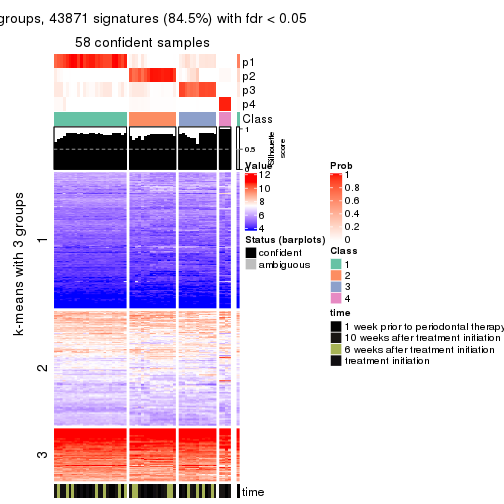 groups, 43871 signatures (84.5%) with fdr < 0.05
58 confident samples
p1
p2
p3
p4
Class
1
0.5
0
Silhouette
score
k-means with 3 groups
1
2
3
time
Value
12
10
8
6
4
Status (barplots)
confident
ambiguous
Prob
1
0.8
0.6
0.4
0.2
0
Class
1
2
3
4
time
1 week prior to periodontal therapy
10 weeks after treatment initiation
6 weeks after treatment initiation
treatment initiation